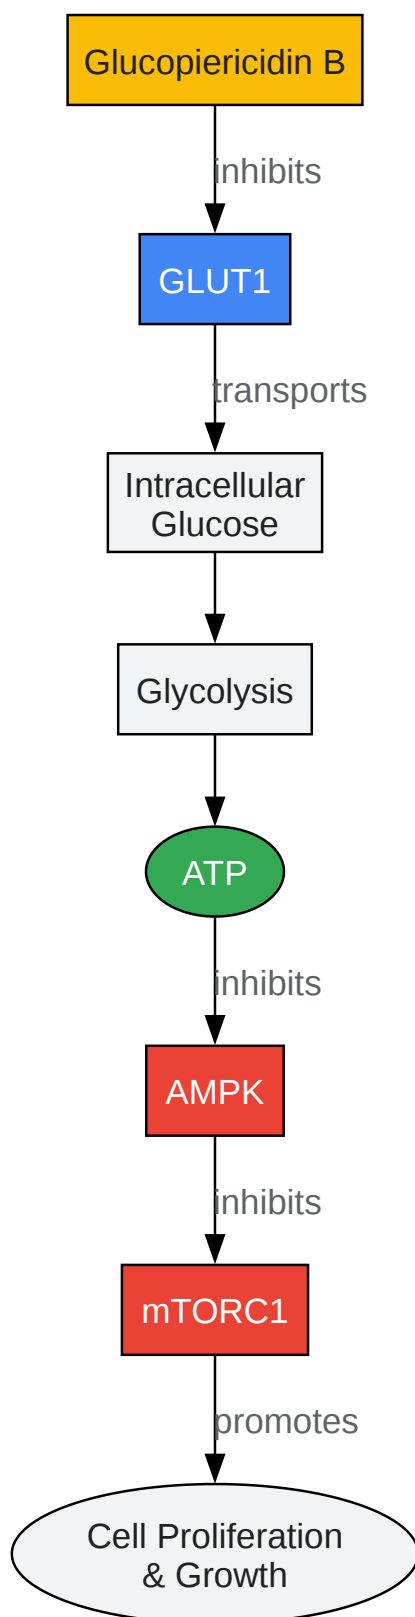 Glucopiericidin B
inhibits
GLUT1
transports
Intracellular
Glucose
Glycolysis
ATP
inhibits
AMPK
inhibits
mTORC1
promotes
Cell Proliferation
& Growth